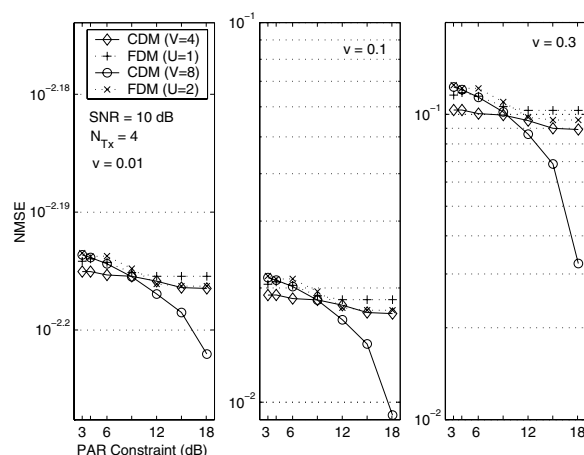 10^{-2.18}
10^{-2.19}
10^{-2.2}
NMSE
CDM (V=4)
FDM (U=1)
CDM (V=8)
FDM (U=2)
SNR = 10 dB
N_{Tx} = 4
v = 0.01
3 6 12 18
PAR Constraint (dB)
10^{-1}
v = 0.1
10^{-2}
3 6 12 18
v = 0.3
10^{-1}
10^{-2}
3 6 12 18